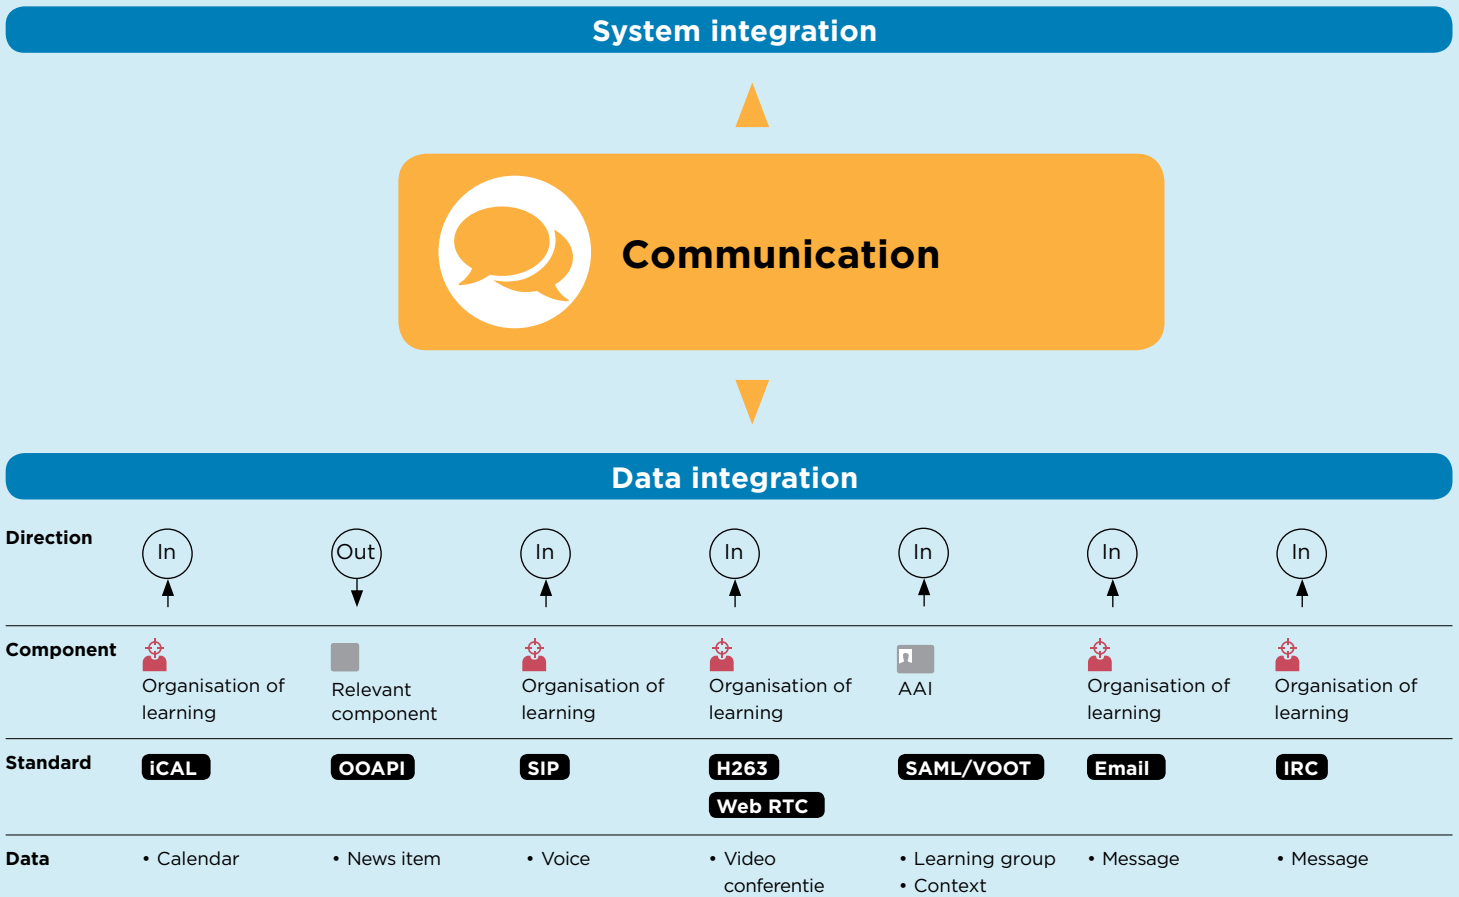 System integration
Communication
Data integration
Direction
In
Out
In
In
In
In
In
Component
Organisation of
learning
Relevant
component
Organisation of
learning
Organisation of
learning
AAI
Organisation of
learning
Organisation of
learning
Standard
iCAL
OOAPI
SIP
H263
Web RTC
SAML/VOOT
Email
IRC
Data
• Calendar
• News item
• Voice
• Video
conferentie
• Learning group
• Context
• Message
• Message